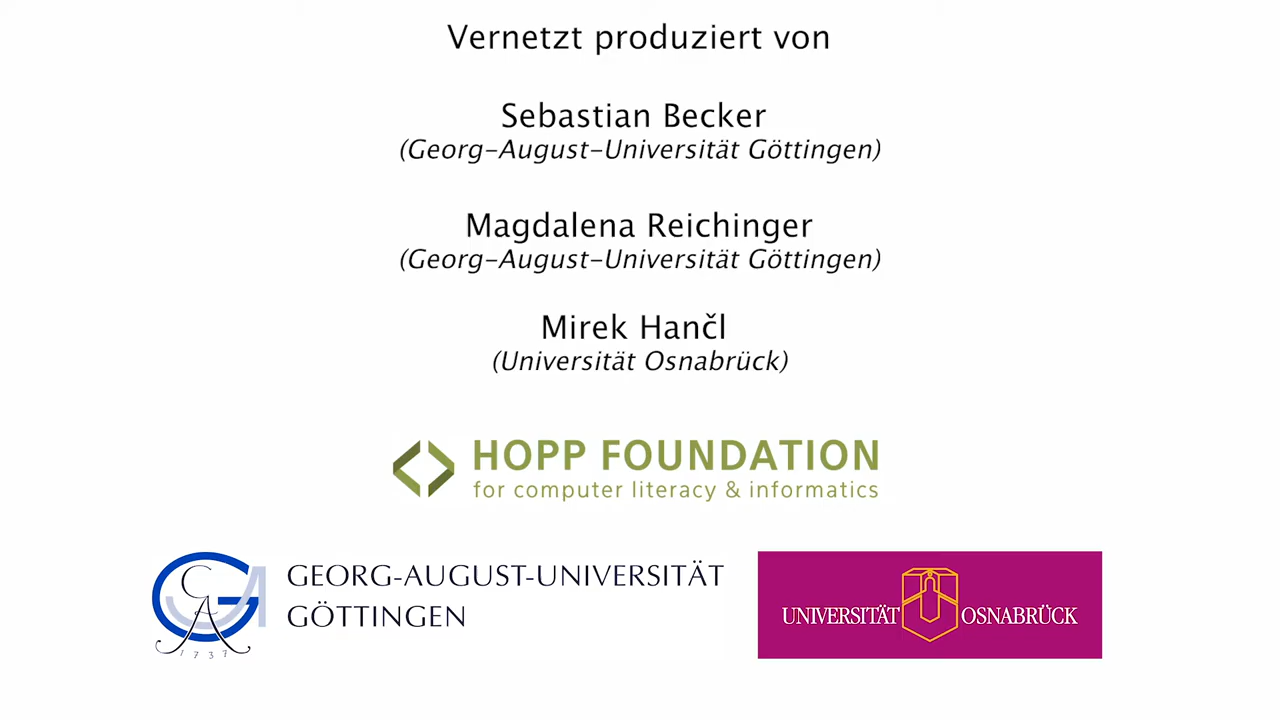 Vernetzt produziert von
Sebastian Becker
(Georg-August-Universität Göttingen)
Magdalena Reichinger
(Georg-August-Universität Göttingen)
Mirek Hančl
(Universität Osnabrück)
HOPP FOUNDATION
for computer literacy & informatics
GEORG-AUGUST-UNIVERSITÄT
GÖTTINGEN
1737
UNIVERSITÄT OSNABRÜCK